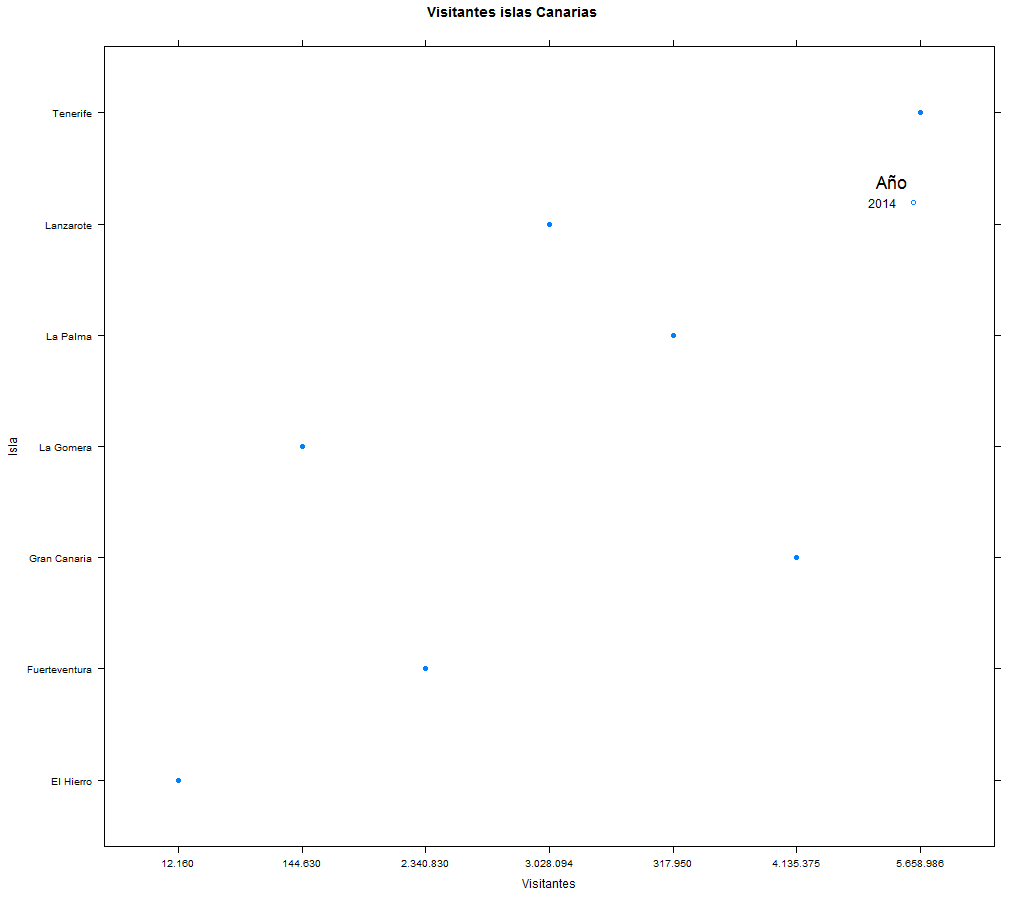 Visitantes islas Canarias
Tenerife
Año
2014
Lanzarote
La Palma
Isla
La Gomera
Gran Canaria
Fuerteventura
El Hierro
12.160 144.630 2.340.830 3.028.094 317.950 4.135.375 5.658.986
Visitantes